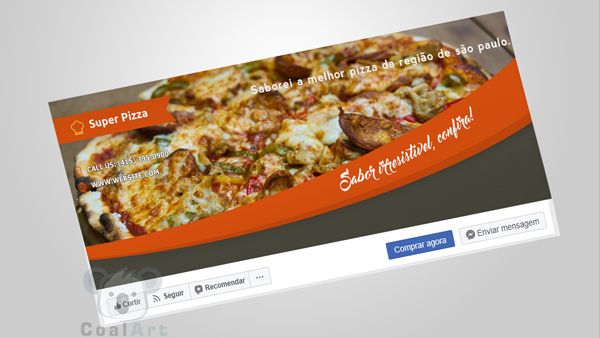 Saborei a melhor pizza da região de são paulo.
Super Pizza
CALL US: (415) 395-0900
WWW.WEBSITE.COM
Sabor irresistivel, confira!
Comprar agora
Enviar mensagem
Curtir
Seguir
Recomendar
...
CoalArt